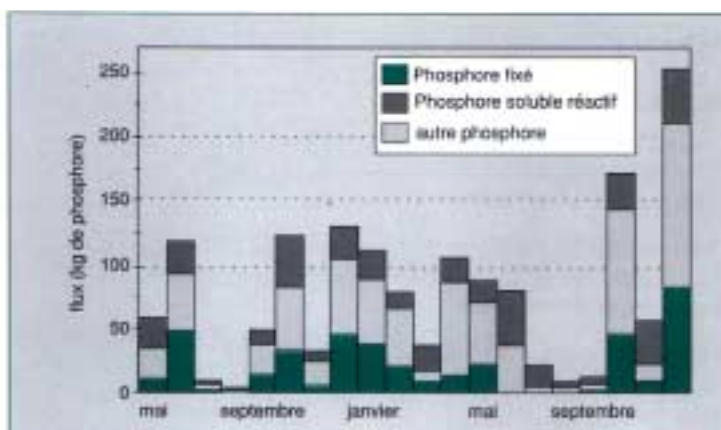 flux (kg de phosphore)
250
200
150
100
50
0
Phosphore fixé
Phosphore soluble réactif
autre phosphore
mai septembre janvier mai septembre